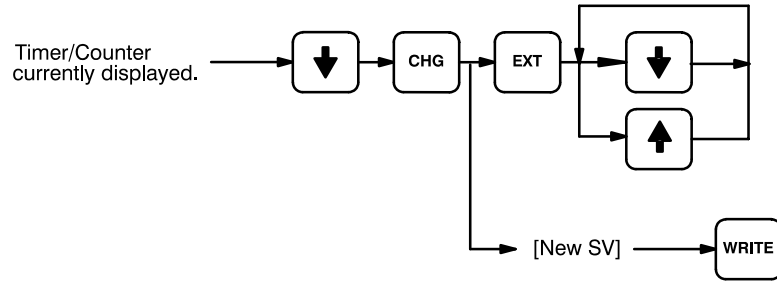 Timer/Counter
currently displayed.
CHG
EXT
[New SV]
WRITE